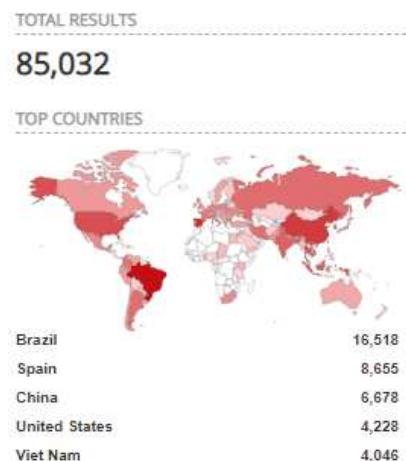 TOTAL RESULTS
85,032
TOP COUNTRIES
Brazil 16,518
Spain 8,655
China 6,678
United States 4,228
Viet Nam 4,046